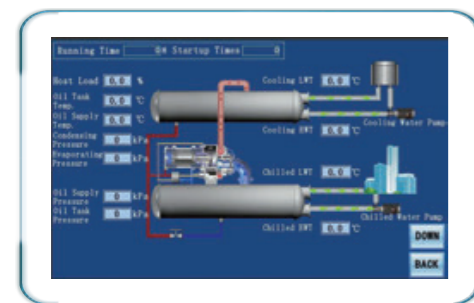 Running Time 0H Startup Times 0
Host Load 0.0 %
Oil Tank Temp. 0.0 ℃
Oil Supply Temp. 0.0 ℃
Condensing Pressure 0 kPa
Evaporating Pressure 0 kPa
Oil Supply Pressure 0 kPa
Oil Tank Pressure 0 kPa
Cooling LWT 0.0 ℃
Cooling Water Pump
Cooling EWT 0.0 ℃
Chilled LWT 0.0 ℃
Chilled Water Pump
Chilled EWT 0.0 ℃
DOWN
BACK